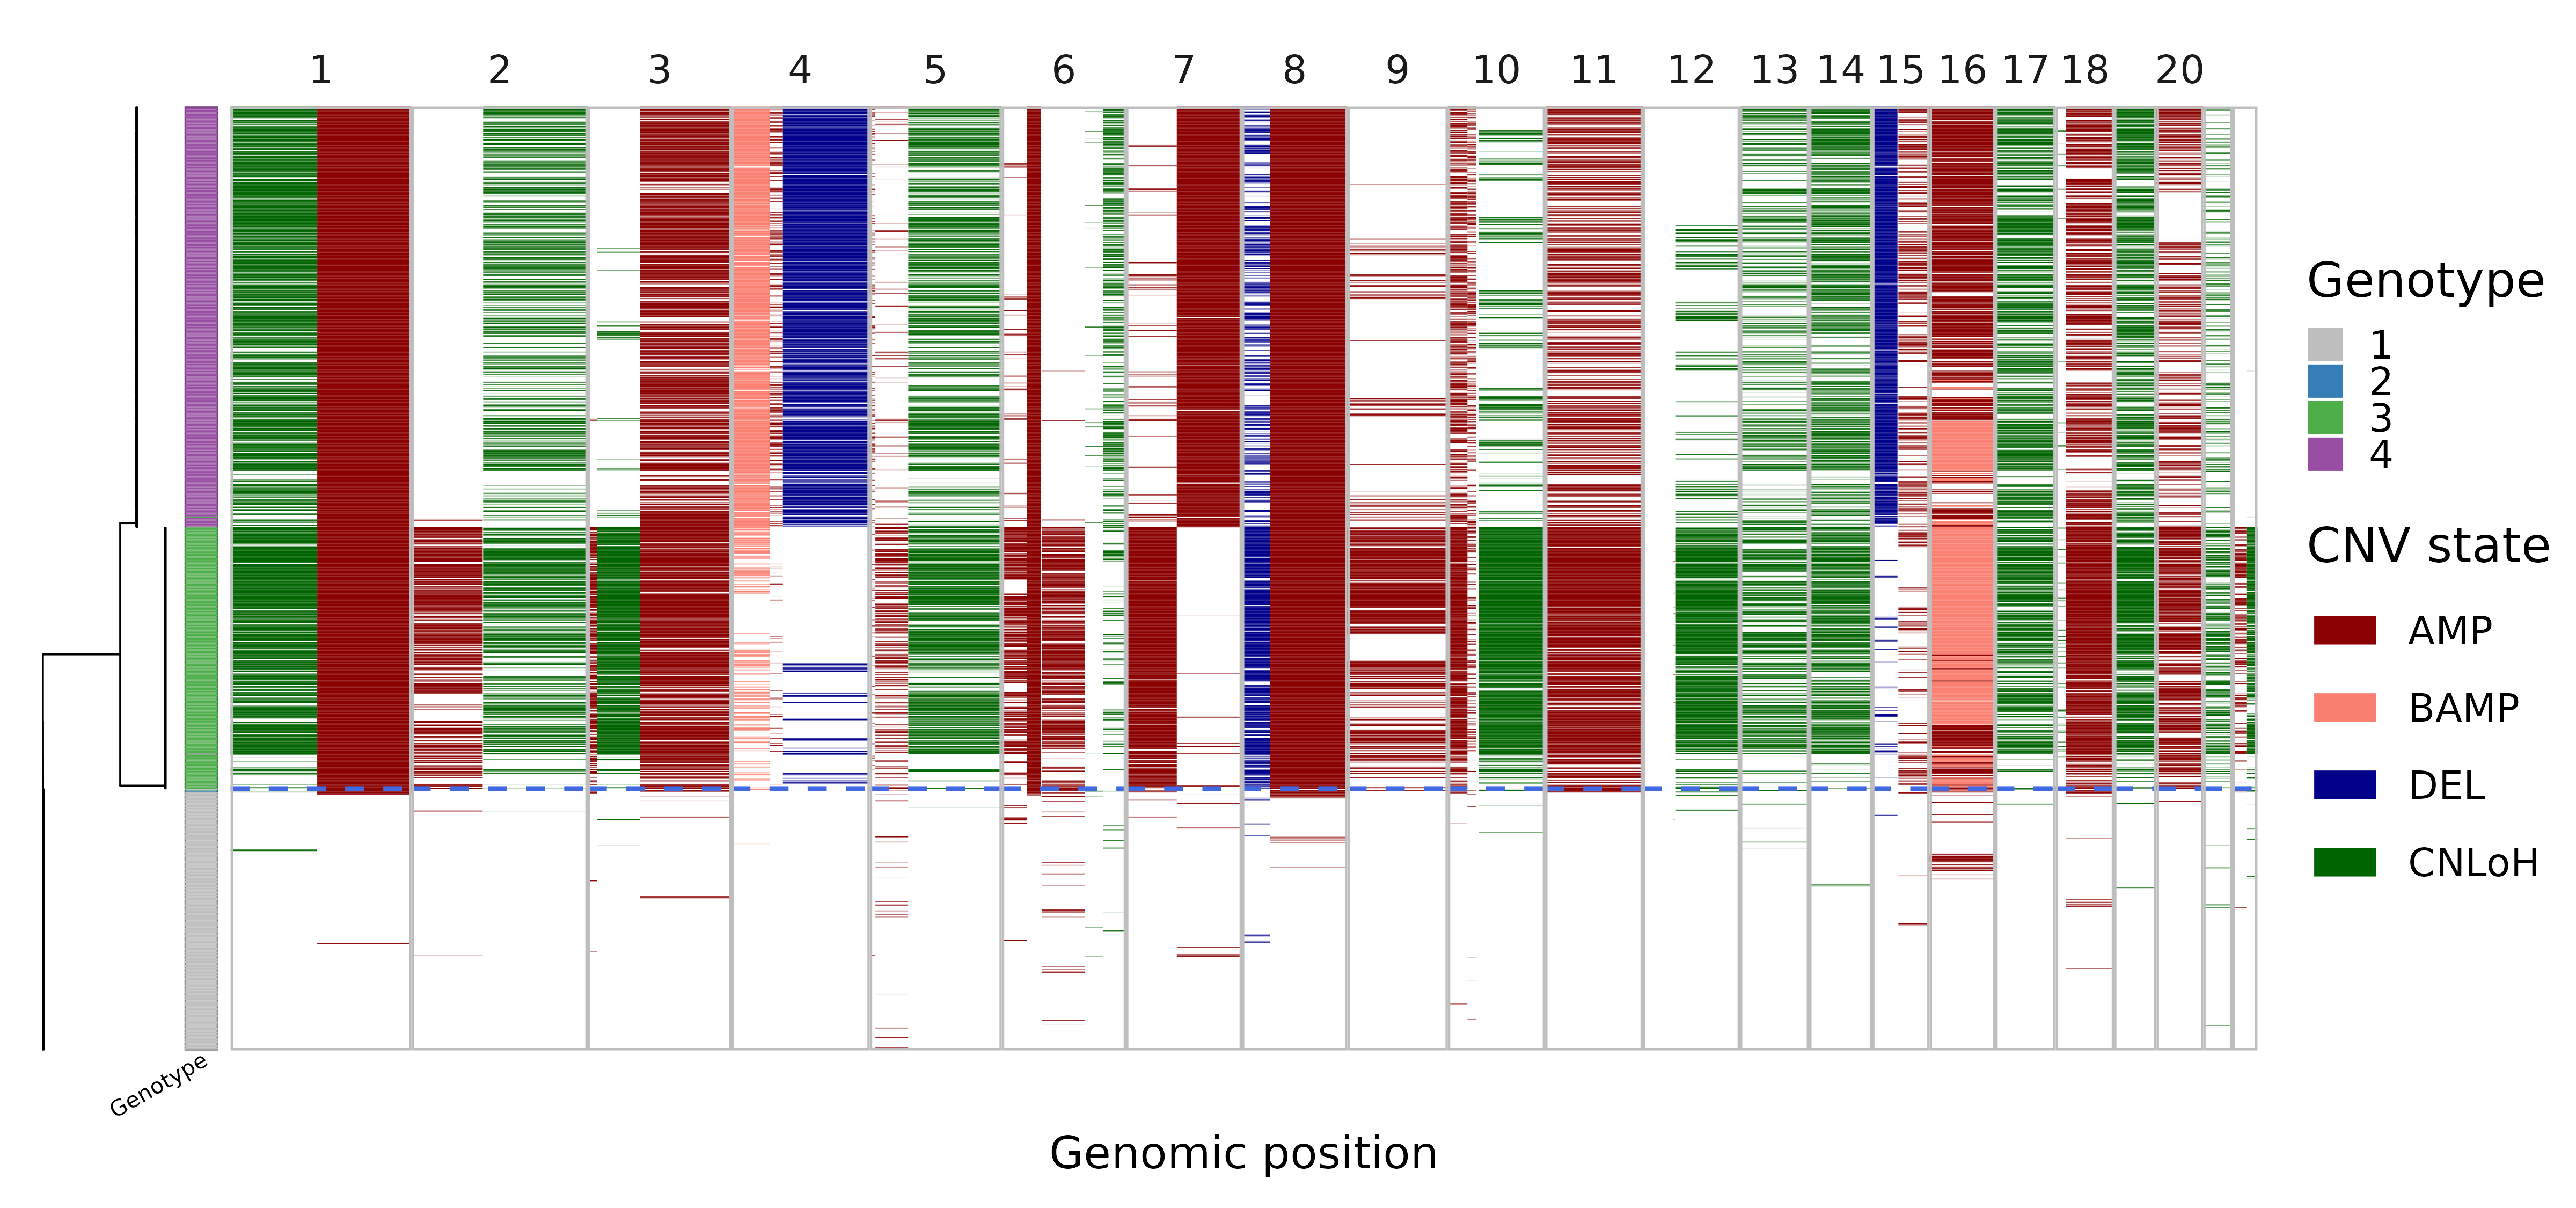 1 2 3 4 5 6 7 8 9 10 11 12 13 14 15 16 17 18 20
Genotype
1
2
3
4
CNV state
AMP
BAMP
DEL
CNLoH
Genotype
Genomic position